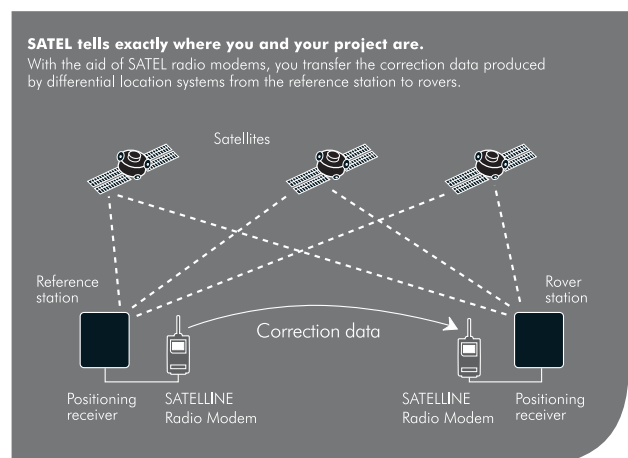 SATEL tells exactly where you and your project are.
With the aid of SATEL radio modems, you transfer the correction data produced
by differential location systems from the reference station to rovers.
Satellites
Reference
station
Rover
station
Correction data
Positioning
receiver
SATELLINE
Radio Modem
SATELLINE
Radio Modem
Positioning
receiver